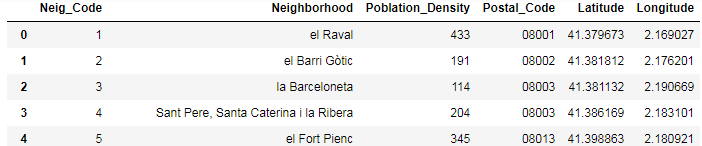 Neig_Code Neighborhood Poblation_Density Postal_Code Latitude Longitude
0 1 el Raval 433 08001 41.379673 2.169027
1 2 el Barri Gòtic 191 08002 41.381812 2.176201
2 3 la Barceloneta 114 08003 41.381132 2.190669
3 4 Sant Pere, Santa Caterina i la Ribera 204 08003 41.386169 2.183101
4 5 el Fort Pienc 345 08013 41.398863 2.180921